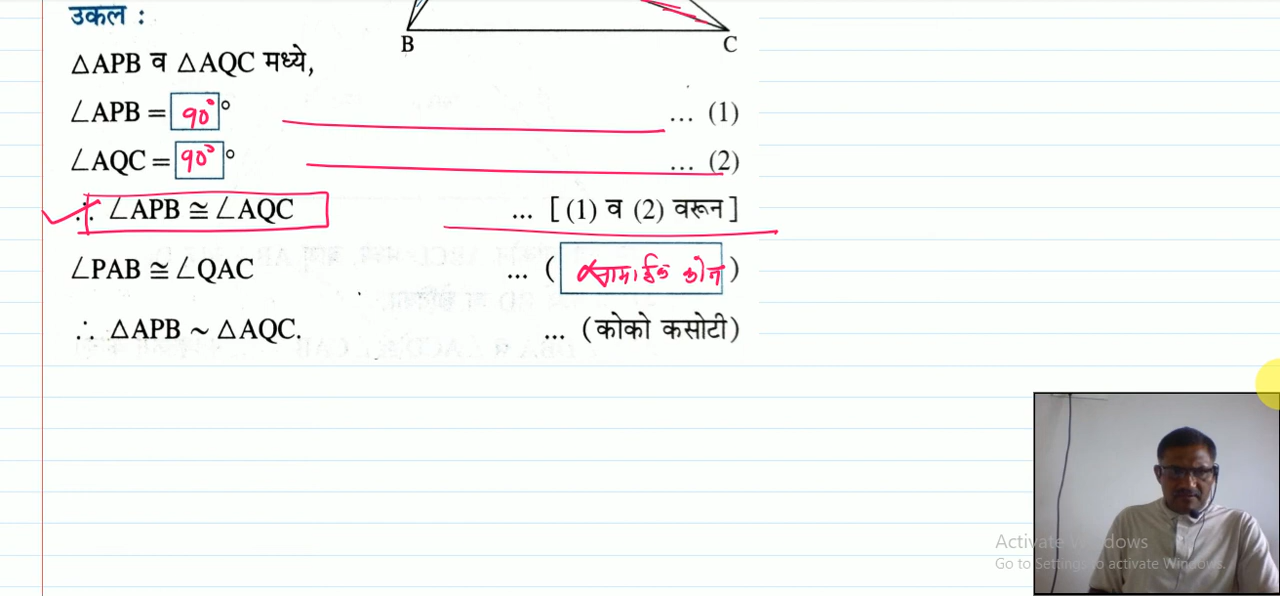 उकल :
B C
△APB व △AQC मध्ये,
∠APB = 90° ° ... (1)
∠AQC = 90° ° ... (2)
∴ ∠APB ≅ ∠AQC ... [ (1) व (2) वरून ]
∠PAB ≅ ∠QAC ... ( सामाईक कोन )
∴ △APB ~ △AQC. ... (कोको कसोटी)
Activate Windows
Go to Settings to activate Windows.